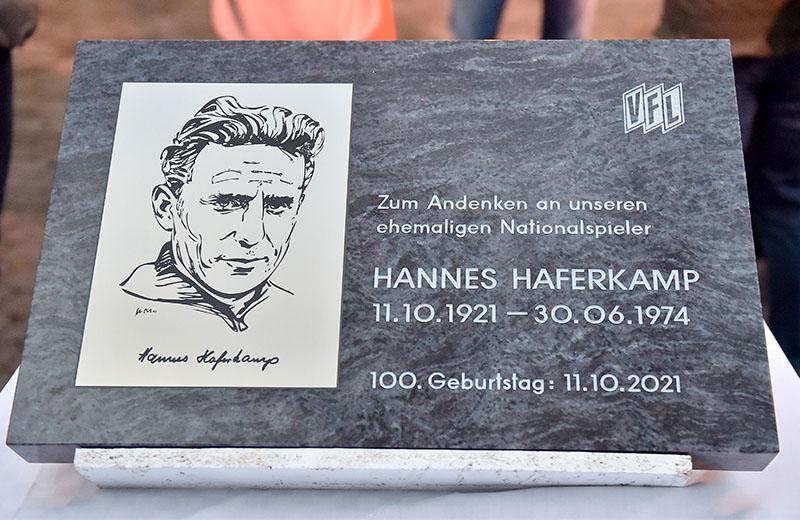 VFL
Zum Andenken an unseren
ehemaligen Nationalspieler
HANNES HAFERKAMP
11.10.1921 – 30.06.1974
100. Geburtstag: 11.10.2021
Hannes Haferkamp